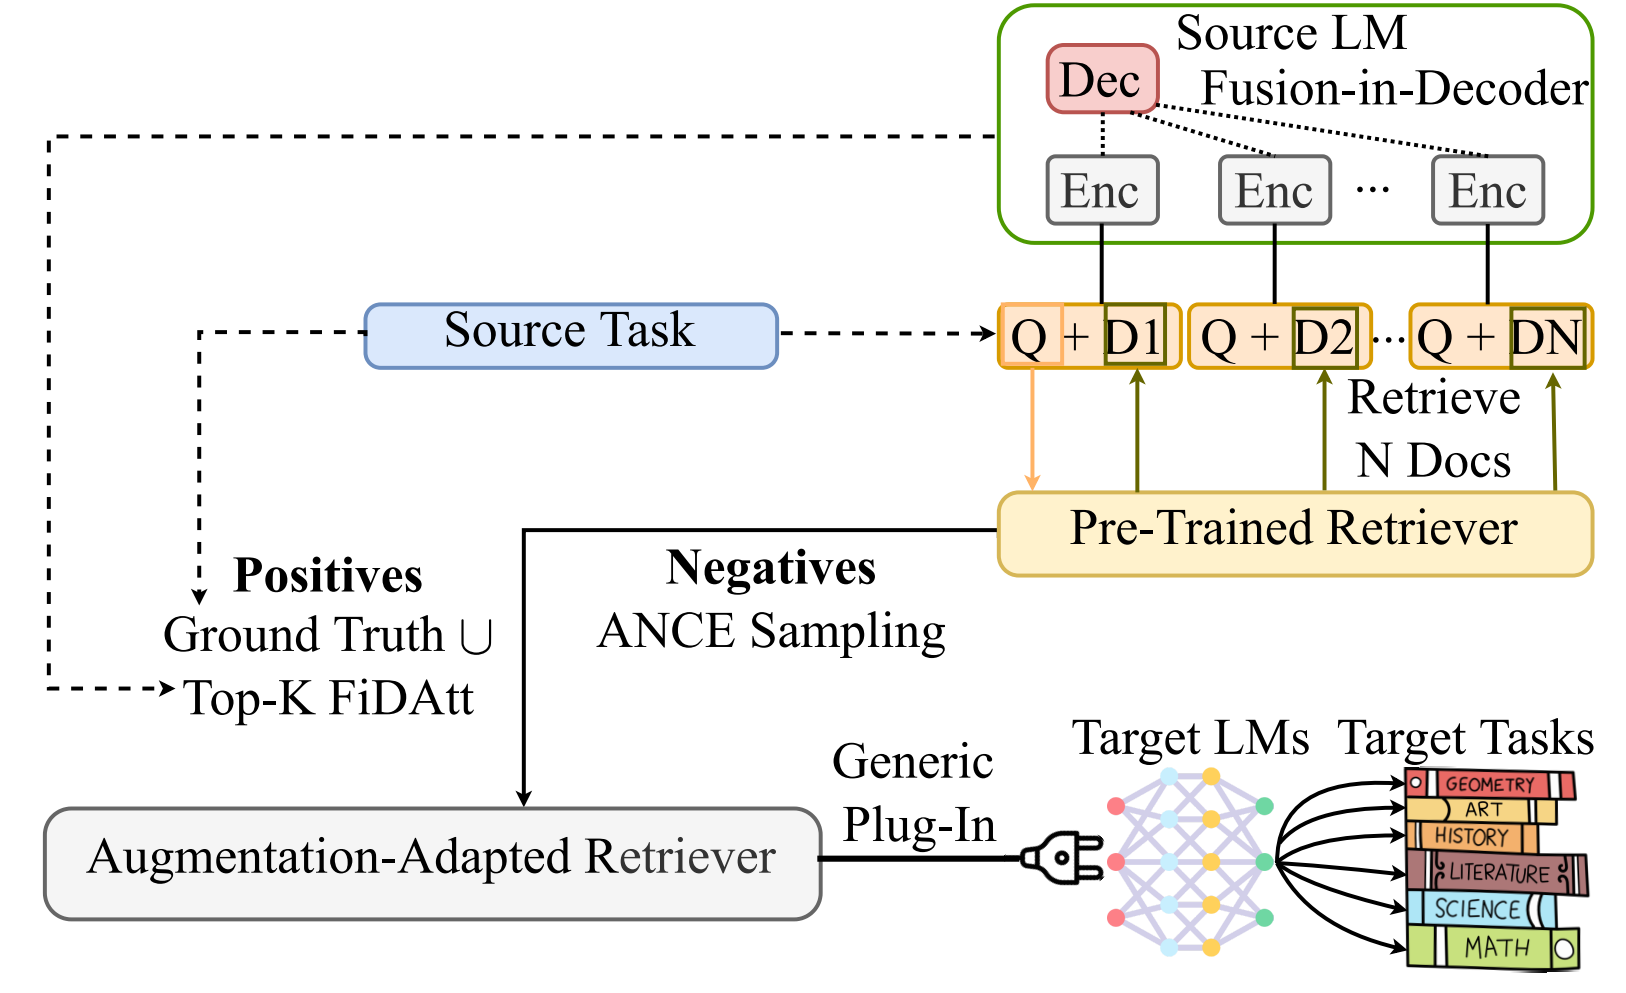 Source LM
Fusion-in-Decoder
Dec
Enc Enc ... Enc
Source Task
Q + D1 Q + D2 ... Q + DN
Retrieve
N Docs
Pre-Trained Retriever
Positives
Ground Truth ∪
Top-K FiDAtt
Negatives
ANCE Sampling
Augmentation-Adapted Retriever
Generic
Plug-In
Target LMs
Target Tasks
GEOMETRY
ART
HISTORY
LITERATURE
SCIENCE
MATH